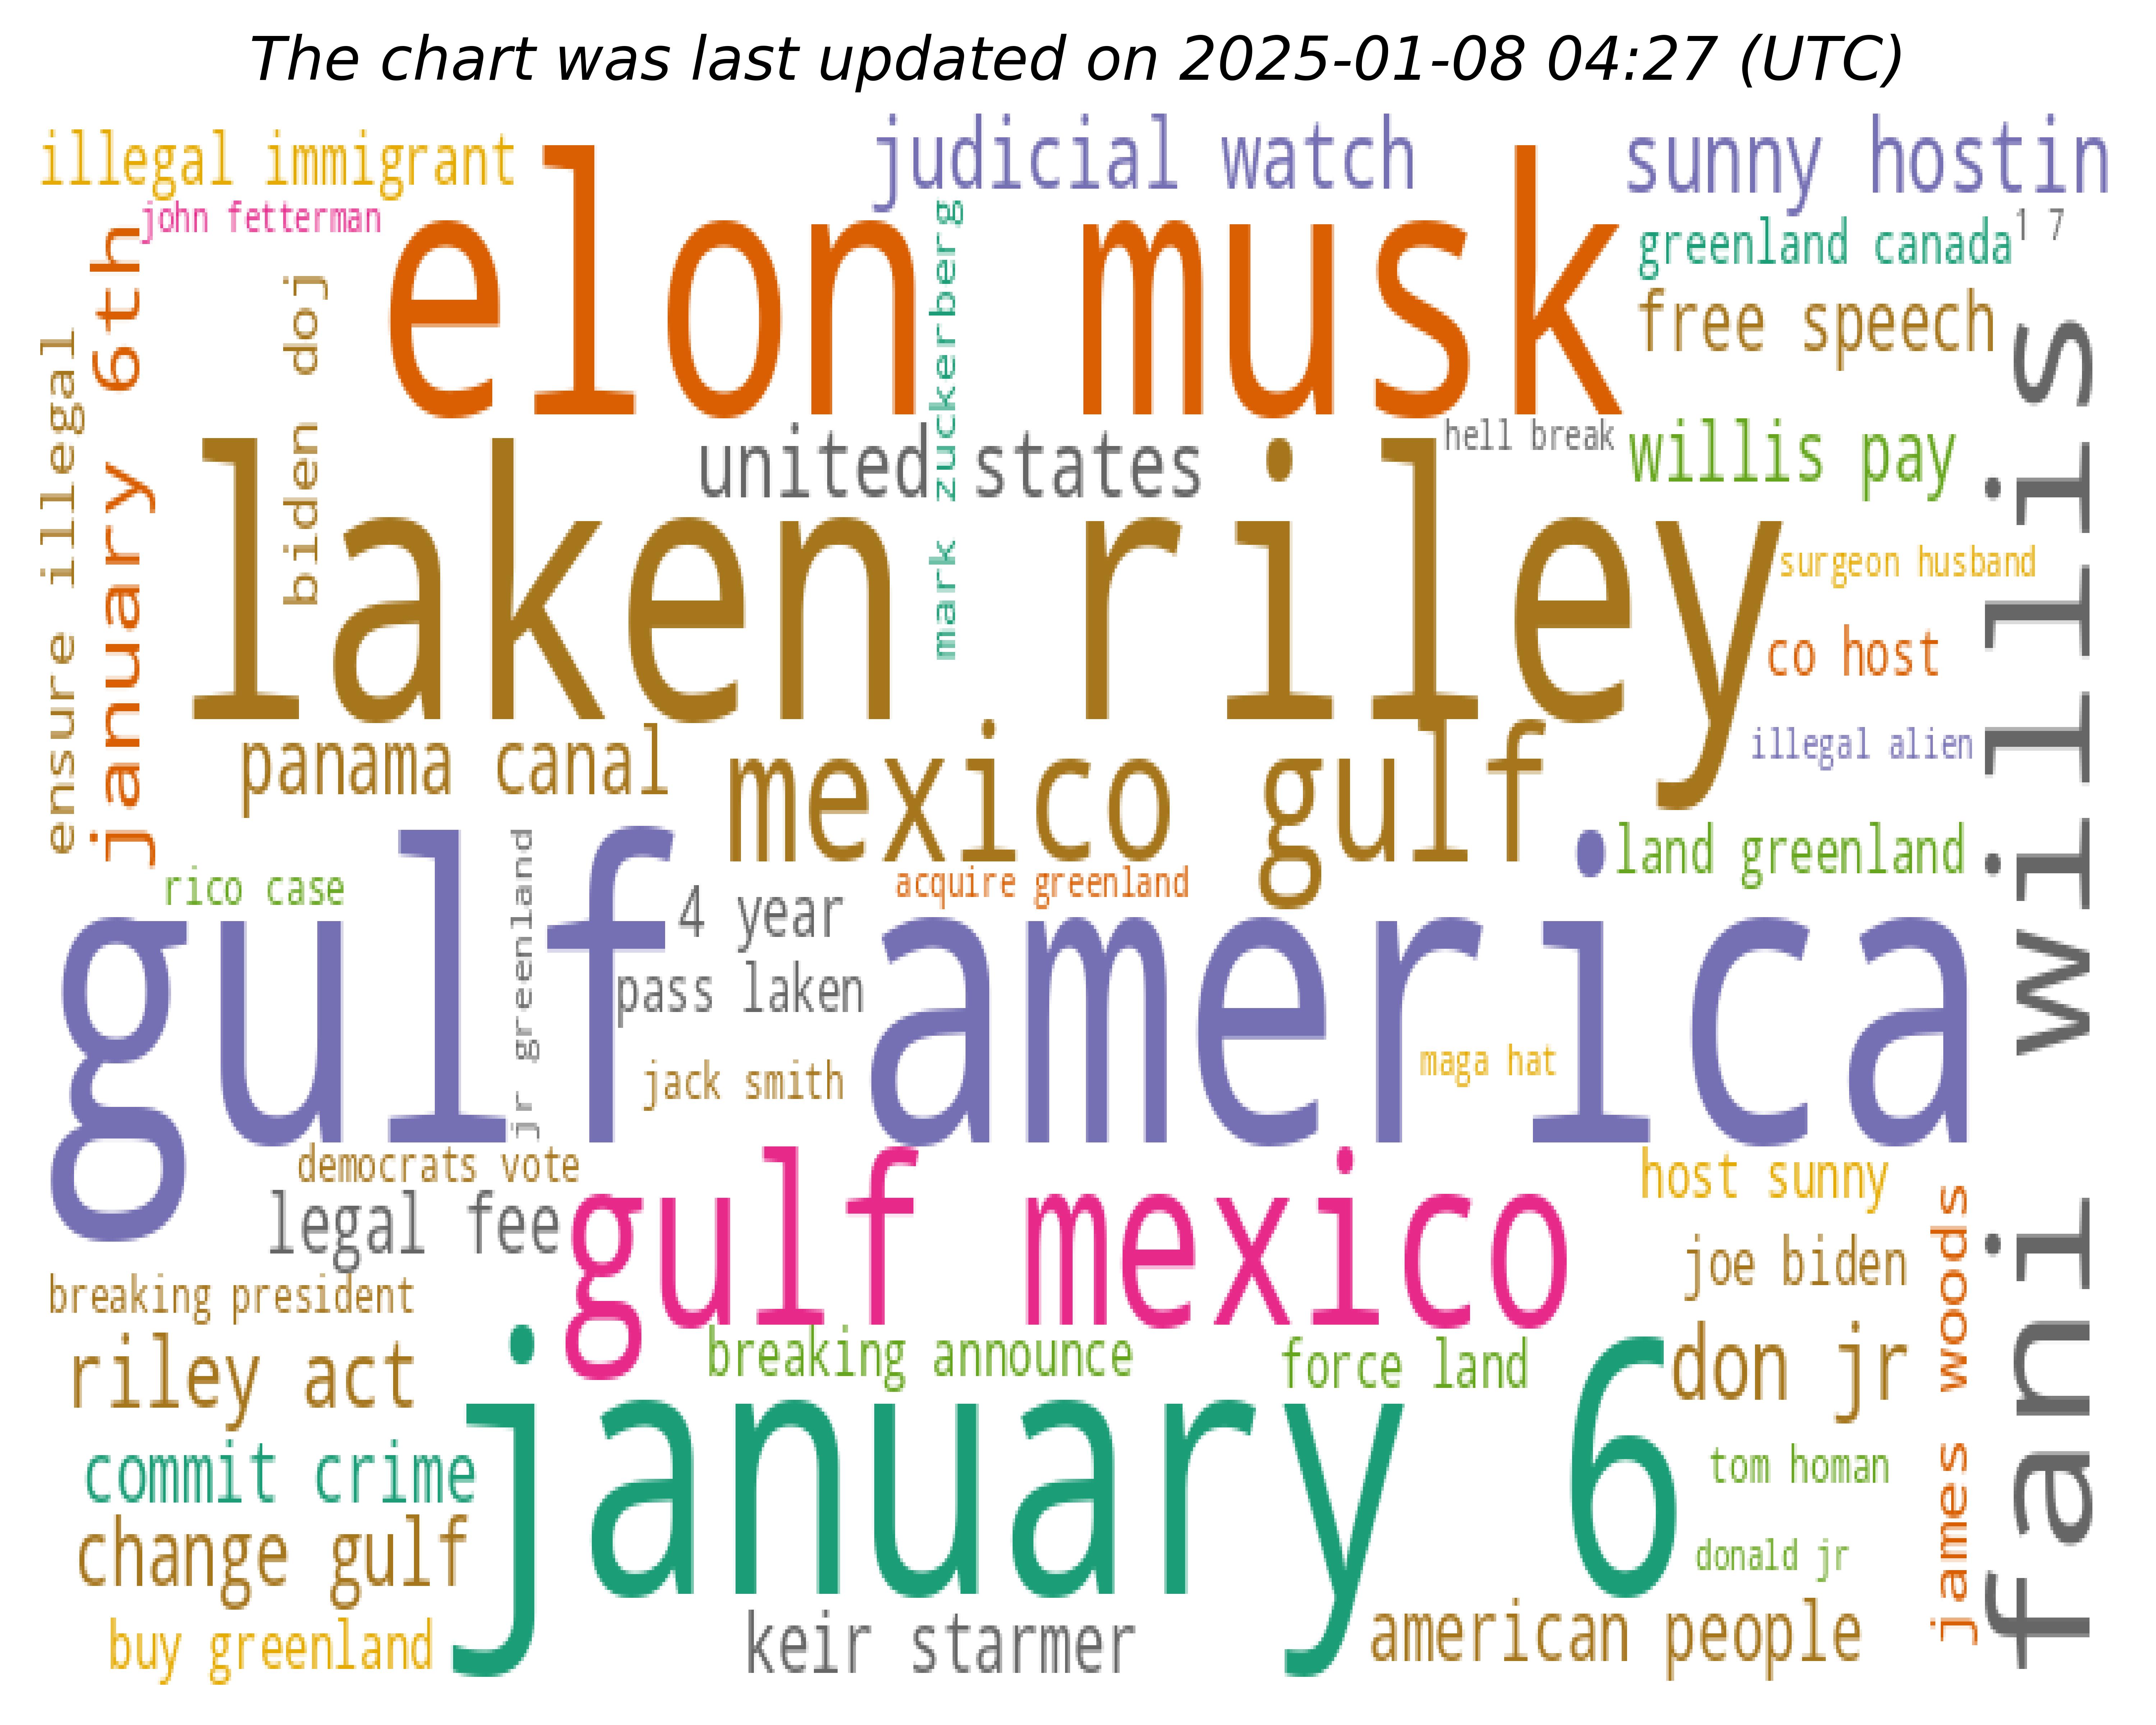 The chart was last updated on 2025-01-08 04:27 (UTC)
illegal immigrant
judicial watch
sunny hostin
john fetterman
elon musk
greenland canada
1 7
january 6th
biden doj
mark zuckerberg
free speech
ensure illegal
united states
hell break
willis pay
laken riley
surgeon husband
co host
fani willis
panama canal
mexico gulf
illegal alien
land greenland
rico case
jr greenland
4 year
acquire greenland
gulf america
pass laken
jack smith
maga hat
democrats vote
legal fee
gulf mexico
host sunny
joe biden
james woods
breaking president
riley act
breaking announce
force land
don jr
january 6
commit crime
tom homan
change gulf
donald jr
buy greenland
keir starmer
american people